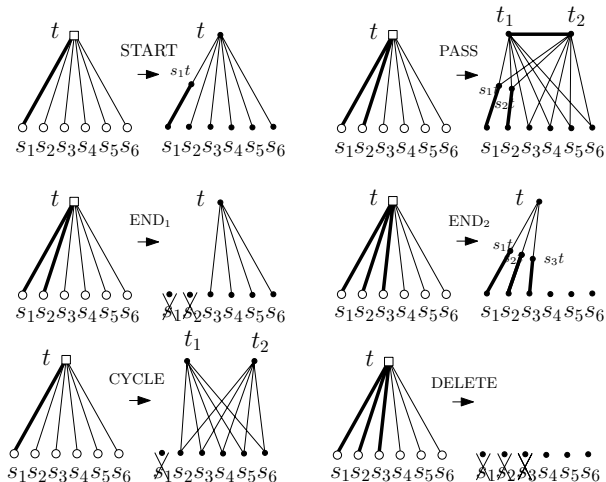 t START t s₁t t PASS t₁ t₂ s₁t s₂t
s₁s₂s₃s₄s₅s₆ s₁s₂s₃s₄s₅s₆ s₁s₂s₃s₄s₅s₆ s₁s₂s₃s₄s₅s₆
t END₁ t t END₂ t s₁t s₂ s₃t
s₁s₂s₃s₄s₅s₆ s₁s₂s₃s₄s₅s₆ s₁s₂s₃s₄s₅s₆ s₁s₂s₃s₄s₅s₆
t CYCLE t₁ t₂ t DELETE
s₁s₂s₃s₄s₅s₆ s₁s₂s₃s₄s₅s₆ s₁s₂s₃s₄s₅s₆ s₁s₂s₃s₄s₅s₆